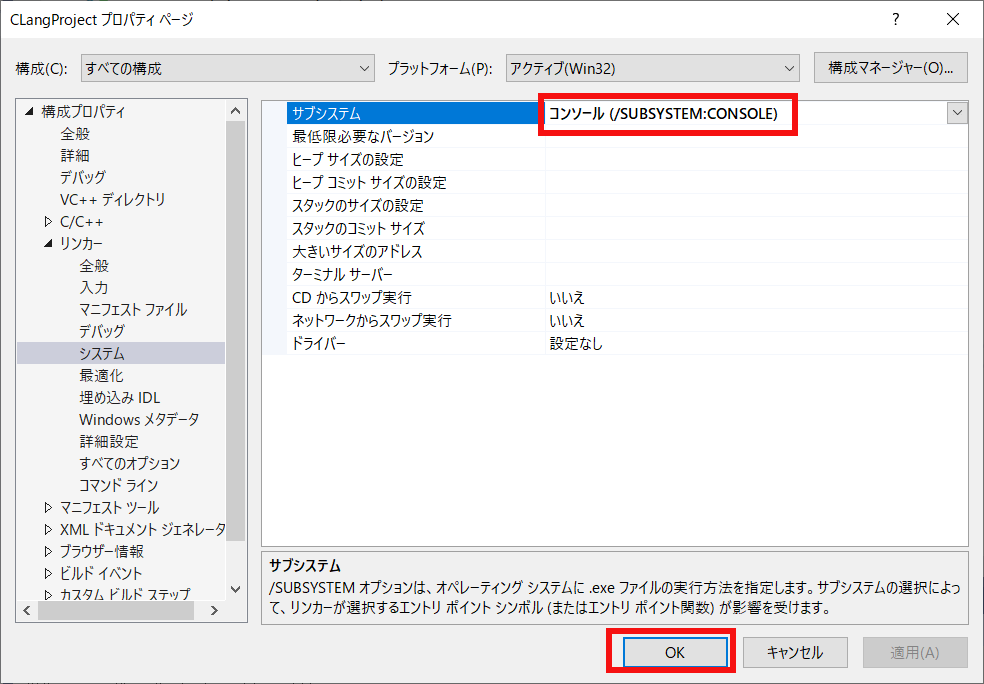 CLangProject プロパティ ページ
?
構成(C):
すべての構成
プラットフォーム(P):
アクティブ(Win32)
構成マネージャー(O)...
構成プロパティ
全般
詳細
デバッグ
VC++ ディレクトリ
C/C++
リンカー
全般
入力
マニフェスト ファイル
デバッグ
システム
最適化
埋め込み IDL
Windows メタデータ
詳細設定
すべてのオプション
コマンド ライン
マニフェスト ツール
XML ドキュメント ジェネレータ
ブラウザー情報
ビルド イベント
カスタム ビルド ステップ
サブシステム
コンソール (/SUBSYSTEM:CONSOLE)
最低限必要なバージョン
ヒープ サイズの設定
ヒープ コミット サイズの設定
スタックのサイズの設定
スタックのコミット サイズ
大きいサイズのアドレス
ターミナル サーバー
CD からスワップ実行
いいえ
ネットワークからスワップ実行
いいえ
ドライバー
設定なし
サブシステム
/SUBSYSTEM オプションは、オペレーティング システムに .exe ファイルの実行方法を指定します。サブシステムの選択によっ
て、リンカーが選択するエントリ ポイント シンボル (またはエントリ ポイント関数) が影響を受けます。
OK
キャンセル
適用(A)